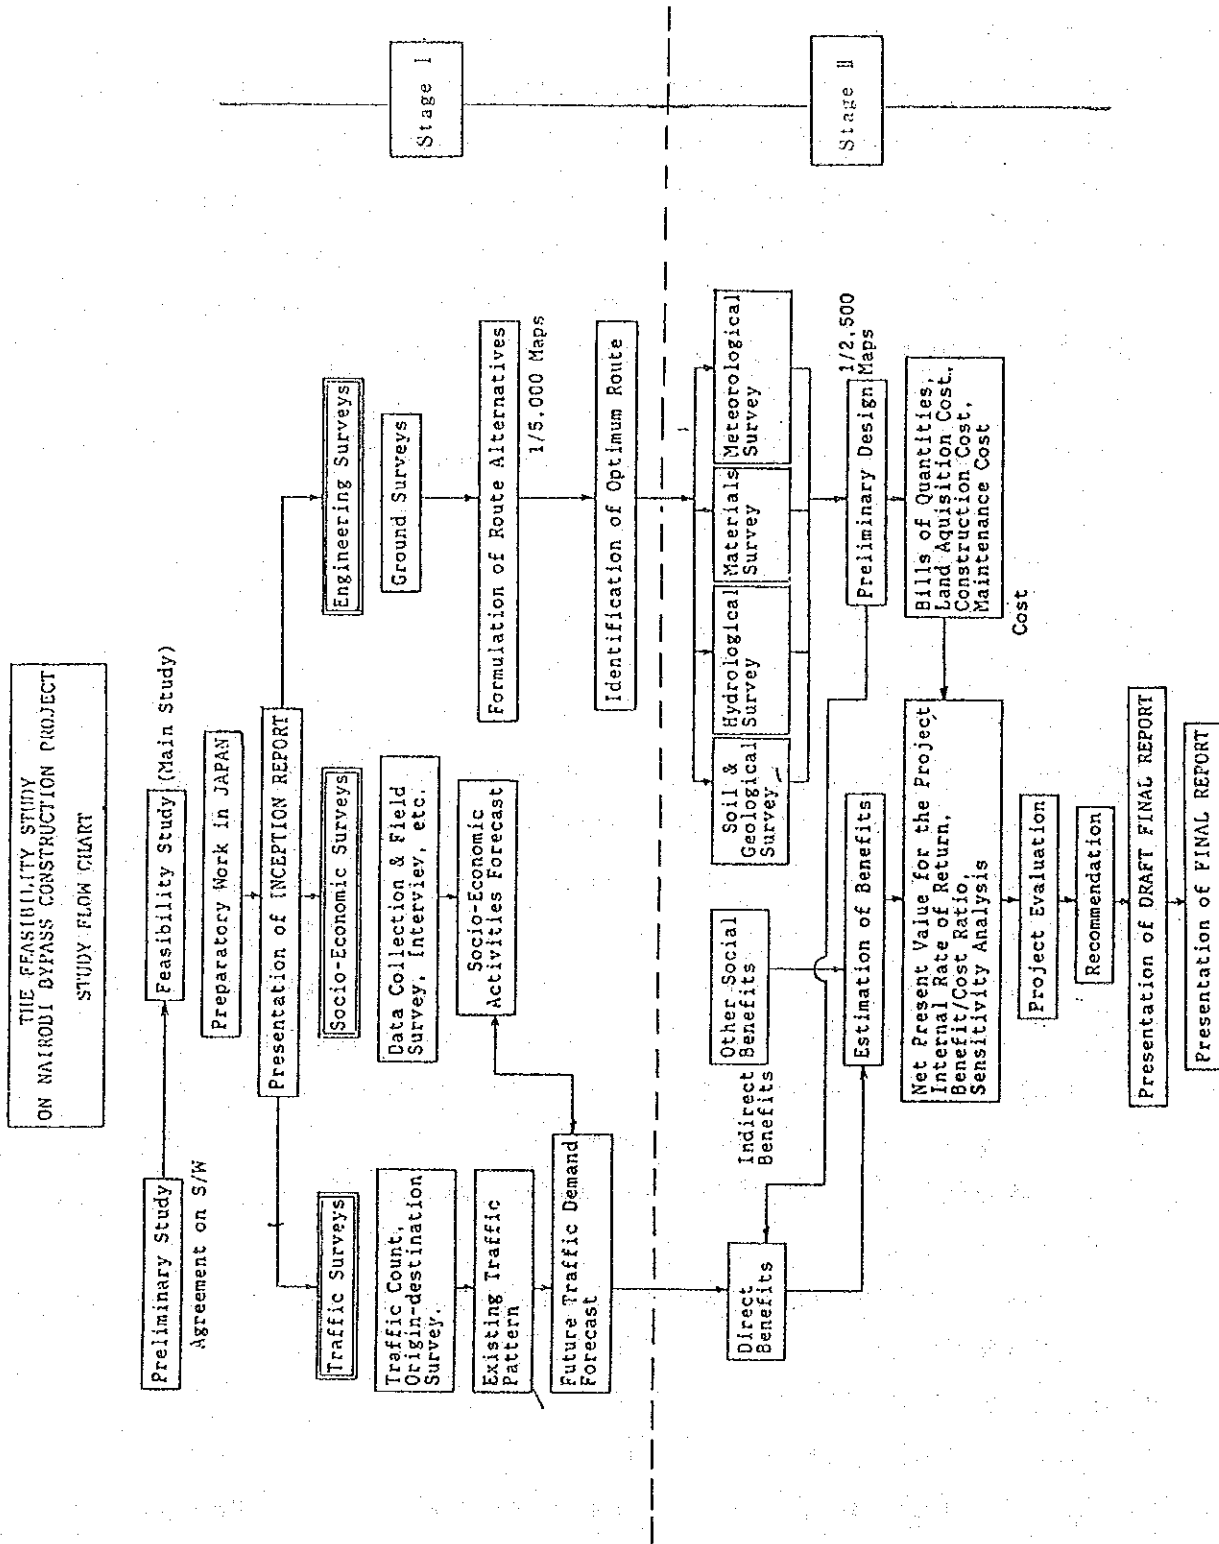 THE FEASIBILITY STUDY
ON NAIROBI BYPASS CONSTRUCTION PROJECT
STUDY FLOW CHART
Preliminary Study
Agreement on S/W
Feasibility Study (Main Study)
Preparatory Work in JAPAN
Presentation of INCEPTION REPORT
Stage I
Traffic Surveys
Socio-Economic Surveys
Engineering Surveys
Traffic Count,
Origin-destination
Survey.
Data Collection & Field
Survey, Interview, etc.
Ground Surveys
Existing Traffic
Pattern
Socio-Economic
Activities Forecast
Formulation of Route Alternatives
1/5,000 Maps
Future Traffic Demand
Forecast
Identification of Optimum Route
Stage II
Direct
Benefits
Indirect
Benefits
Other Social
Benefits
Soil &
Geological
Survey
Hydrological
Survey
Materials
Survey
Meteorological
Survey
Estimation of Benefits
Preliminary Design
1/2,500
Maps
Net Present Value for the Project,
Internal Rate of Return,
Benefit/Cost Ratio,
Sensitivity Analysis
Bills of Quantities,
Land Aquisition Cost,
Construction Cost,
Maintenance Cost
Cost
Project Evaluation
Recommendation
Presentation of DRAFT FINAL REPORT
Presentation of FINAL REPORT